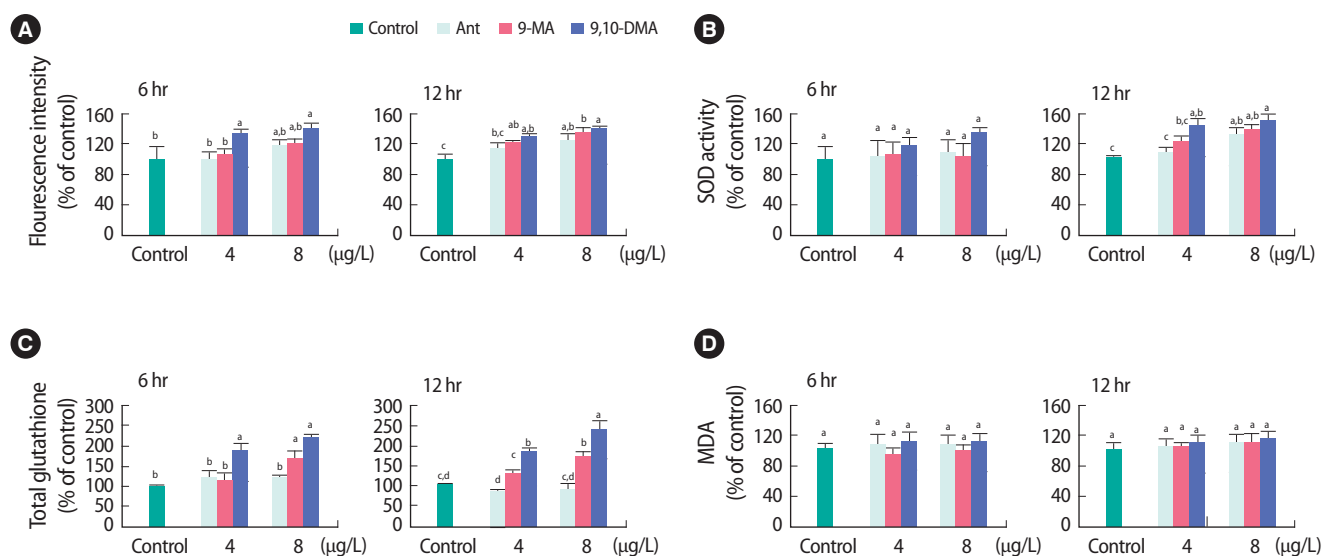 A
Control Ant 9-MA 9,10-DMA
Flourescence intensity
(% of control)
6 hr
160
120
80
40
0
b
b b a
a,b a,b a
Control 4 8 (µg/L)
12 hr
160
120
80
40
0
c
b,c ab a,b
a,b b a
Control 4 8 (µg/L)
B
SOD activity
(% of control)
6 hr
160
120
80
40
0
a
a a a
a a a
Control 4 8 (µg/L)
12 hr
160
120
80
40
0
c
c b,c a,b
a,b a,b a
Control 4 8 (µg/L)
C
Total glutathione
(% of control)
6 hr
300
250
200
150
100
50
0
b
b b a
b a a
Control 4 8 (µg/L)
12 hr
300
250
200
150
100
50
0
c,d
d c b
c,d b a
Control 4 8 (µg/L)
D
MDA
(% of control)
6 hr
160
120
80
40
0
a
a a a
a a a
Control 4 8 (µg/L)
12 hr
160
120
80
40
0
a
a a a
a a a
Control 4 8 (µg/L)